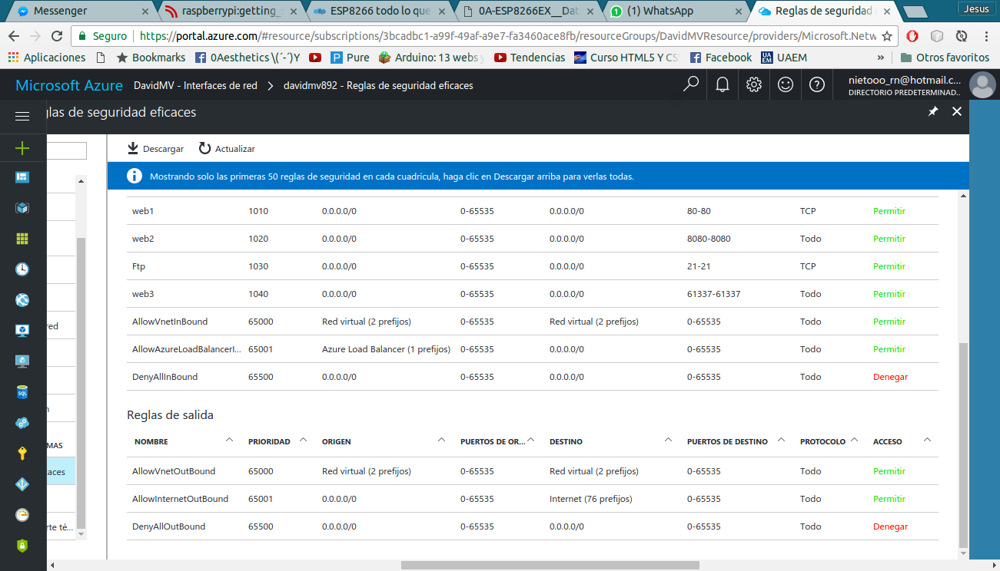 Messenger
raspberrypi:getting_s
ESP8266 todo lo que
0A-ESP8266EX__Dat
(1) WhatsApp
Reglas de seguridad
Jesus
Seguro
https://portal.azure.com/#resource/subscriptions/3bcadbc1-a99f-49af-a9e7-fa3460ace8fb/resourceGroups/DavidMVResource/providers/Microsoft.Netw
Aplicaciones
Bookmarks
0Aesthetics \(´-´)Y
Pure
Arduino: 13 webs y
Tendencias
Curso HTML5 Y CS
Facebook
UAEM
»
Otros favoritos
Microsoft Azure
DavidMV - Interfaces de red > davidmv892 - Reglas de seguridad eficaces
nietooo_rn@hotmail.c...
DIRECTORIO PREDETERMINAD...
glas de seguridad eficaces
Descargar
Actualizar
Mostrando solo las primeras 50 reglas de seguridad en cada cuadrícula, haga clic en Descargar arriba para verlas todas.
web1 1010 0.0.0.0/0 0-65535 0.0.0.0/0 80-80 TCP Permitir
web2 1020 0.0.0.0/0 0-65535 0.0.0.0/0 8080-8080 Todo Permitir
Ftp 1030 0.0.0.0/0 0-65535 0.0.0.0/0 21-21 TCP Permitir
web3 1040 0.0.0.0/0 0-65535 0.0.0.0/0 61337-61337 Todo Permitir
AllowVnetInBound 65000 Red virtual (2 prefijos) 0-65535 Red virtual (2 prefijos) 0-65535 Todo Permitir
AllowAzureLoadBalancerI... 65001 Azure Load Balancer (1 prefijos) 0-65535 0.0.0.0/0 0-65535 Todo Permitir
DenyAllInBound 65500 0.0.0.0/0 0-65535 0.0.0.0/0 0-65535 Todo Denegar
Reglas de salida
NOMBRE PRIORIDAD ORIGEN PUERTOS DE OR... DESTINO PUERTOS DE DESTINO PROTOCOLO ACCESO
AllowVnetOutBound 65000 Red virtual (2 prefijos) 0-65535 Red virtual (2 prefijos) 0-65535 Todo Permitir
AllowInternetOutBound 65001 0.0.0.0/0 0-65535 Internet (76 prefijos) 0-65535 Todo Permitir
DenyAllOutBound 65500 0.0.0.0/0 0-65535 0.0.0.0/0 0-65535 Todo Denegar
red
MAS
aces
rte té...
SQL